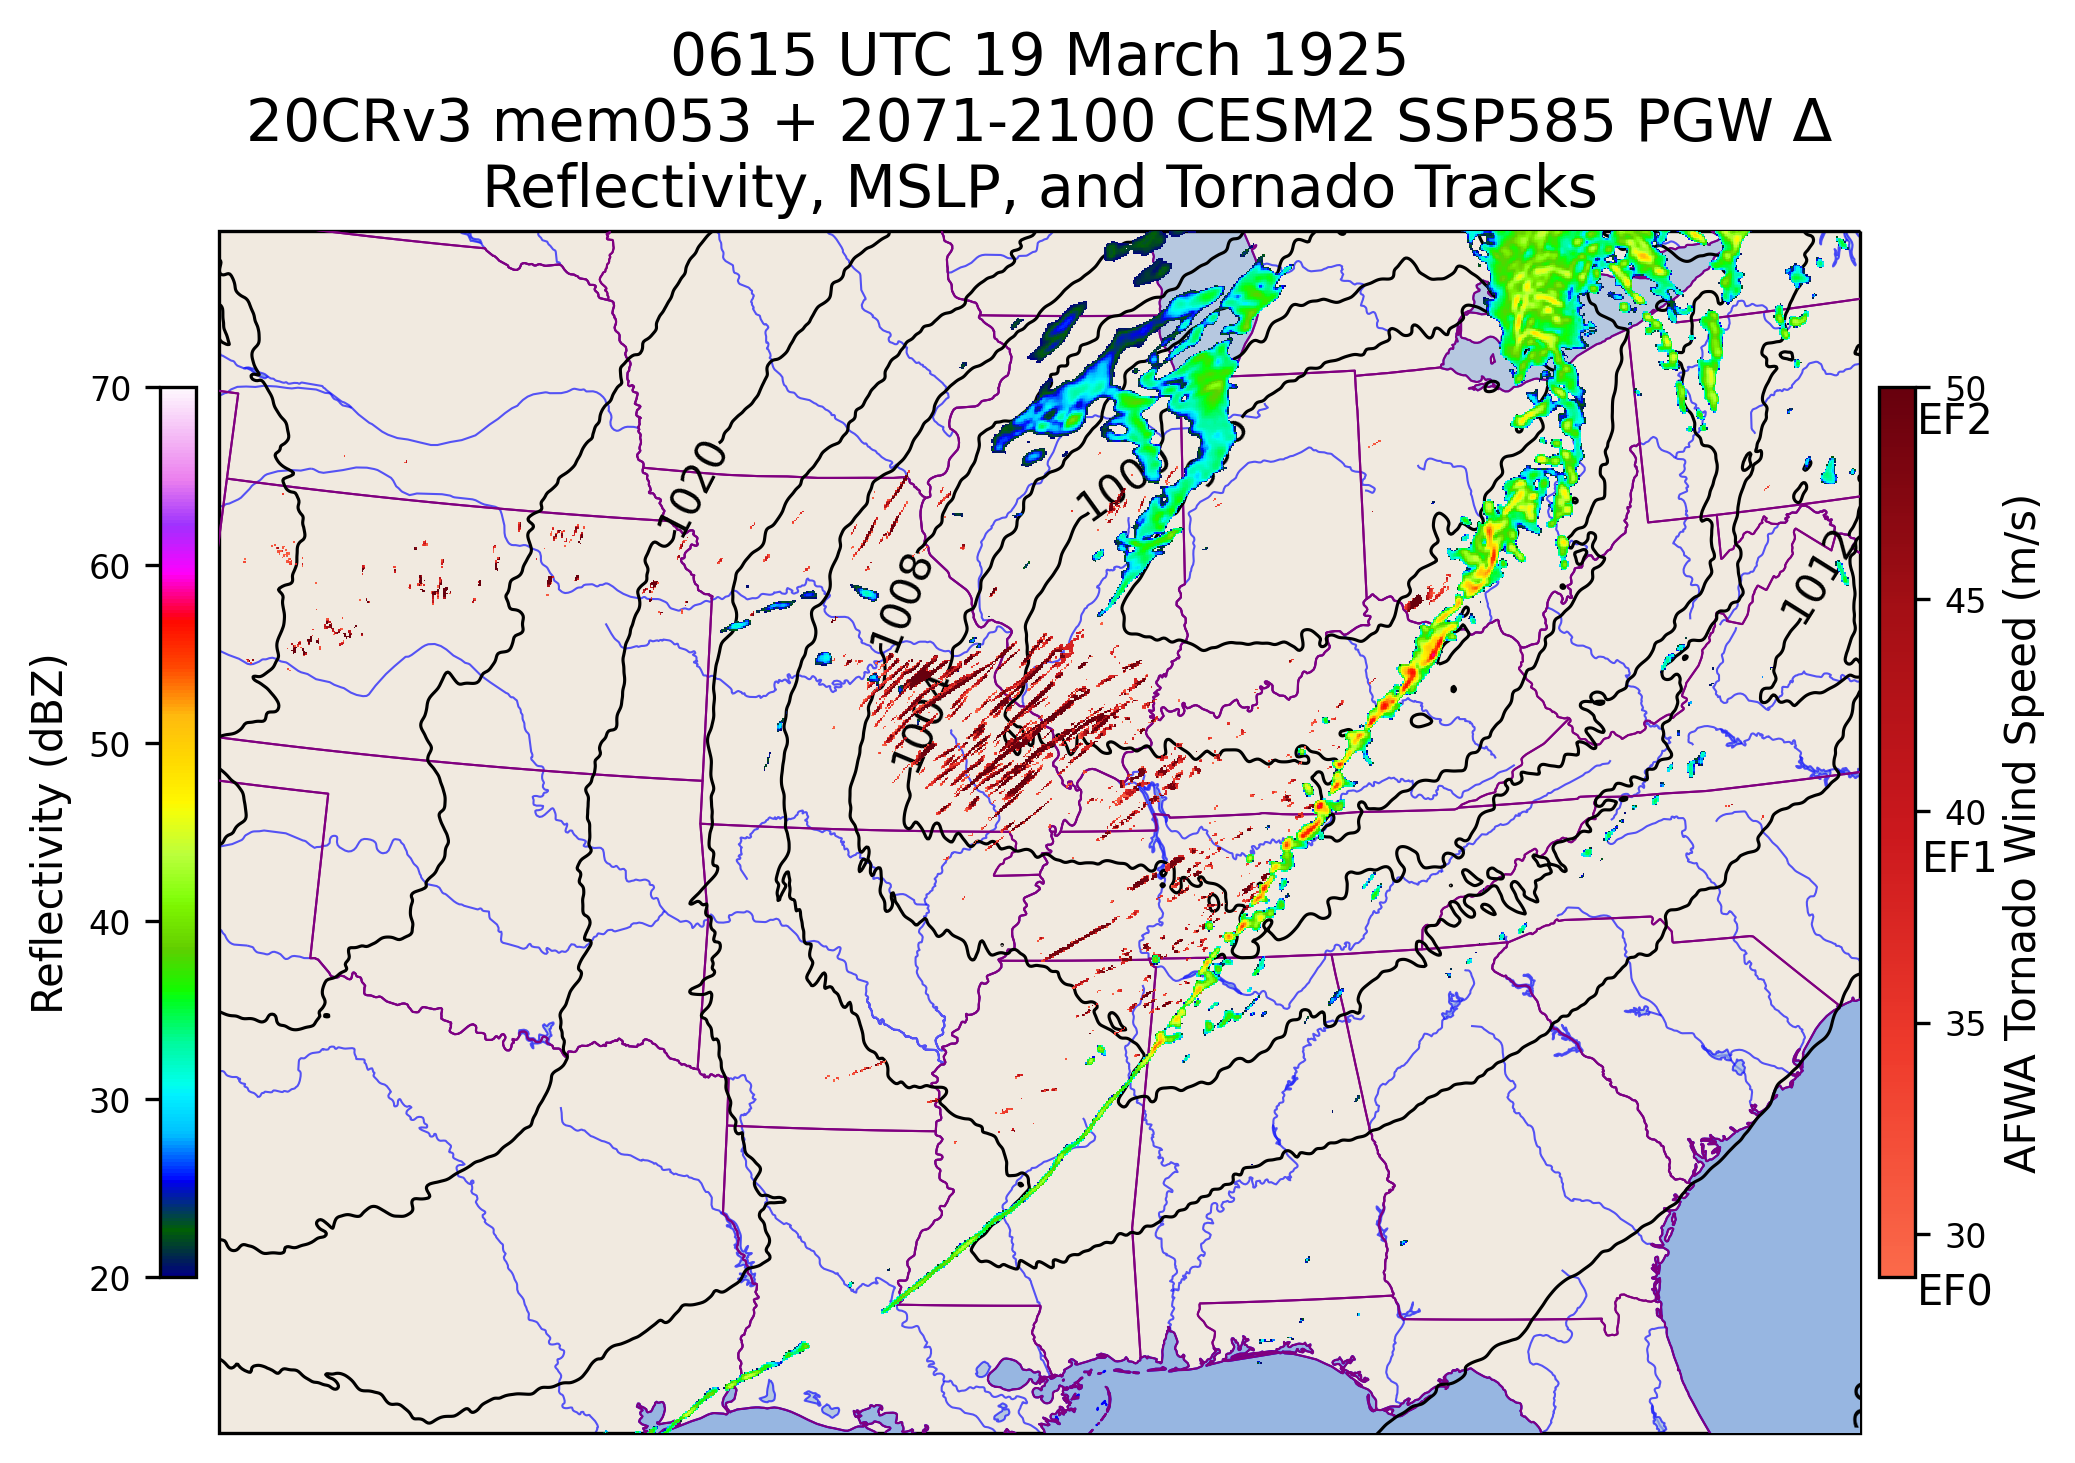 0615 UTC 19 March 1925
20CRv3 mem053 + 2071-2100 CESM2 SSP585 PGW Δ
Reflectivity, MSLP, and Tornado Tracks
Reflectivity (dBZ)
70
60
50
40
30
20
1020
1008
1004
1012
50
EF2
45
40
EF1
35
30
EF0
AFWA Tornado Wind Speed (m/s)